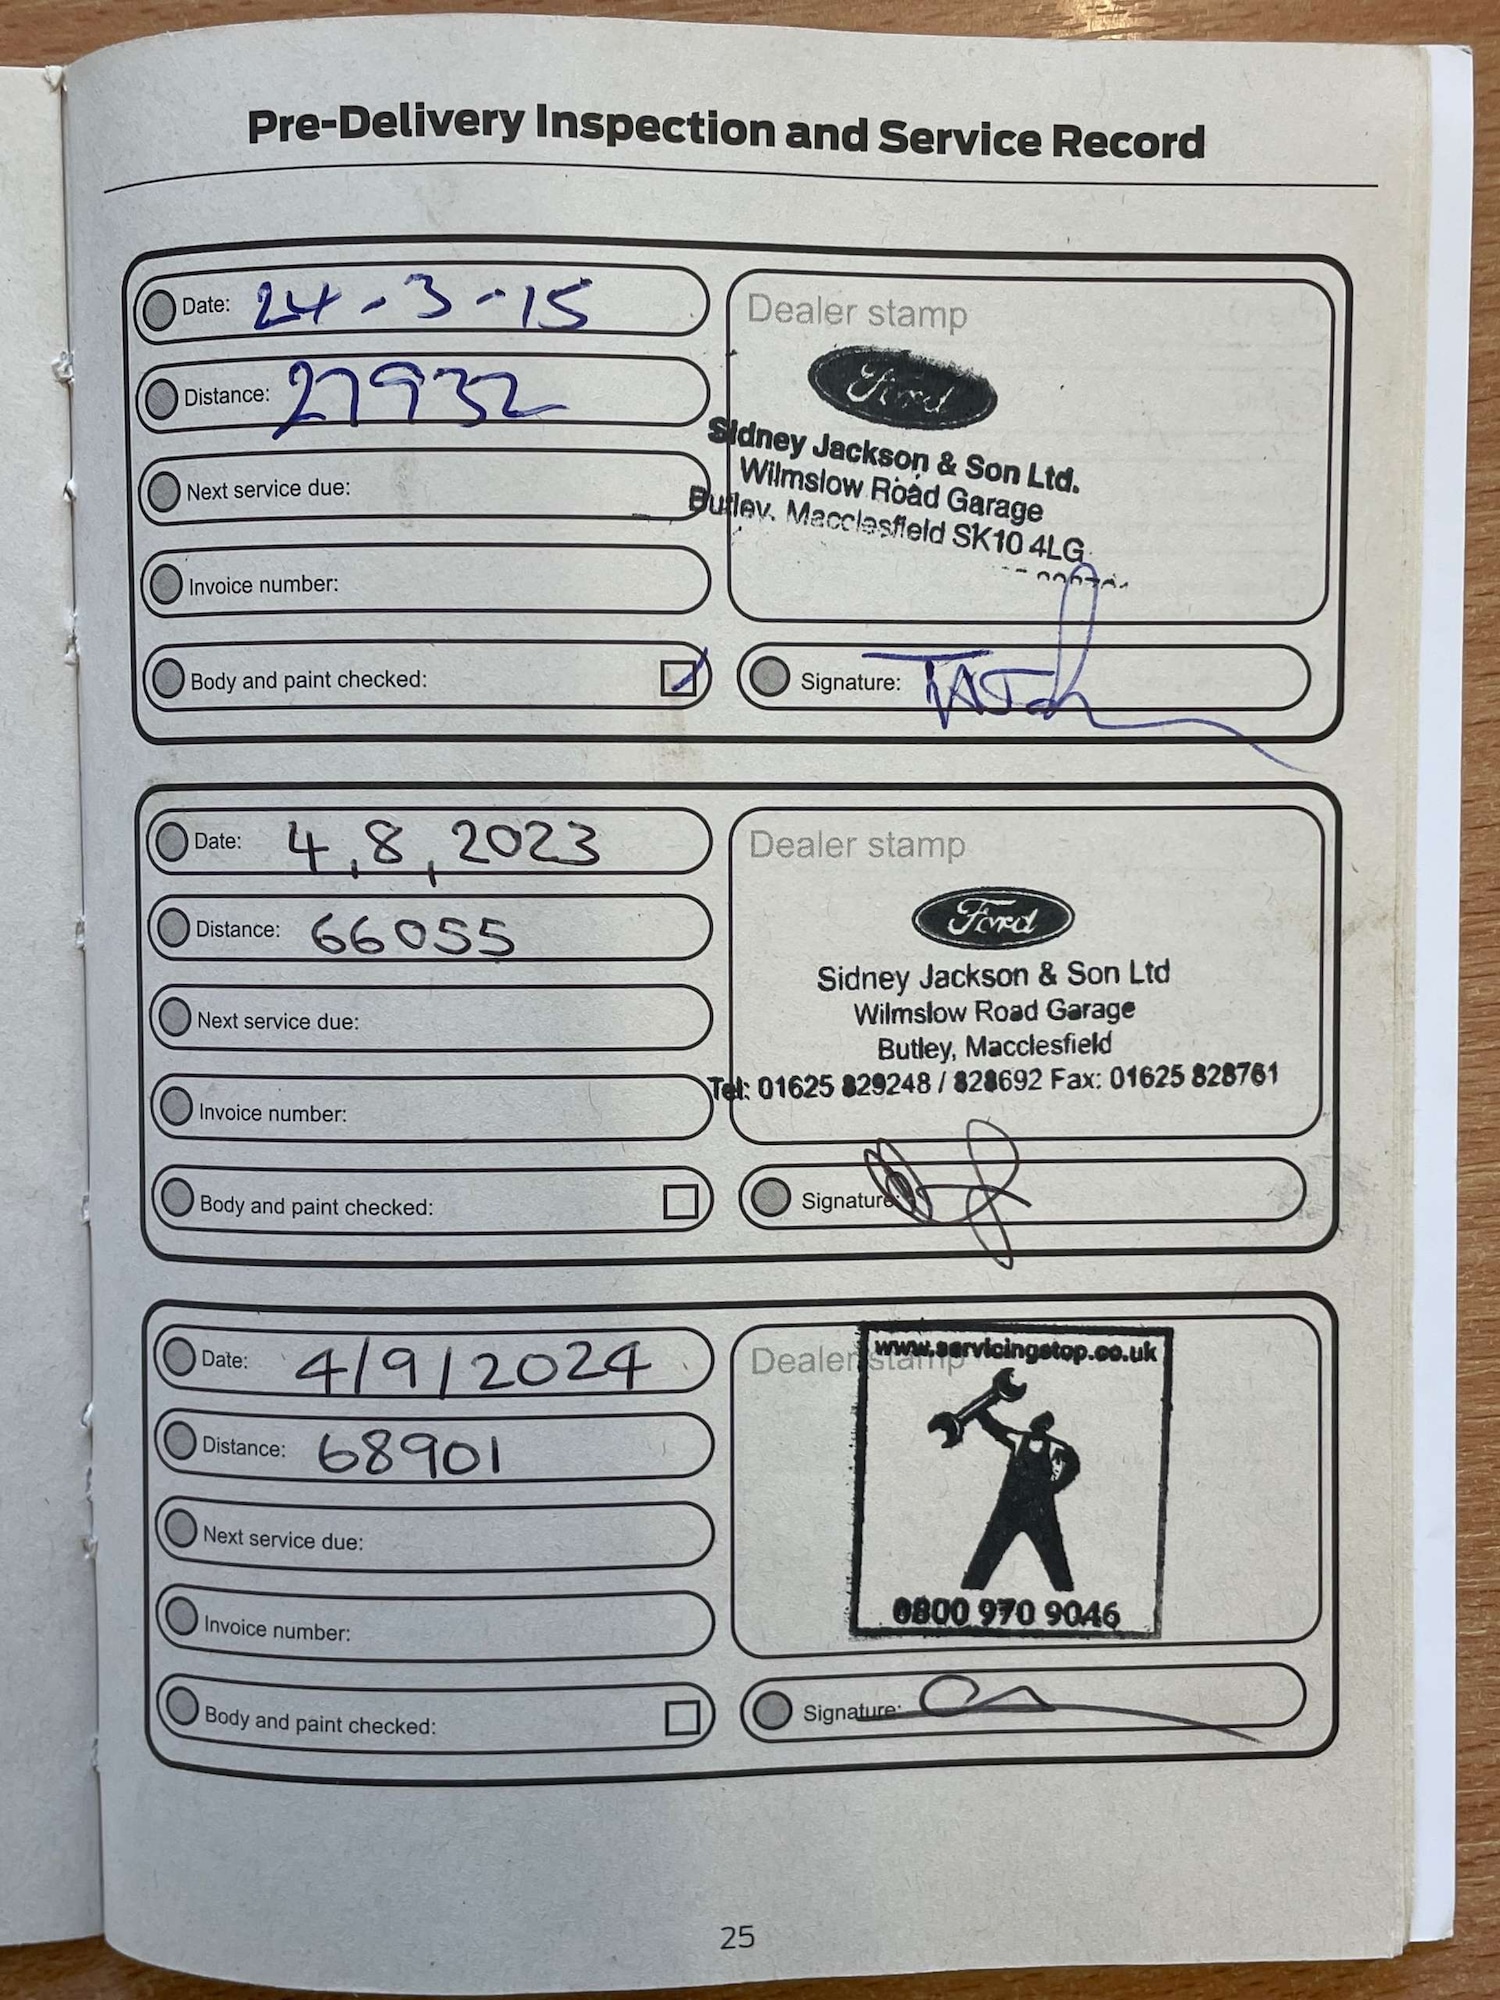 Pre-Delivery Inspection and Service Record
Date: 24-3-15
Distance: 27932
Next service due:
Invoice number:
Body and paint checked:
Dealer stamp
Ford
Sidney Jackson & Son Ltd.
Wilmslow Road Garage
Butley, Macclesfield SK10 4LG
Signature:
Date: 4,8,2023
Distance: 66055
Next service due:
Invoice number:
Body and paint checked:
Dealer stamp
Ford
Sidney Jackson & Son Ltd
Wilmslow Road Garage
Butley, Macclesfield
Tel: 01625 829248 / 828692 Fax: 01625 828761
Signature:
Date: 4/9/2024
Distance: 68901
Next service due:
Invoice number:
Body and paint checked:
Dealer stamp
www.servicingstop.co.uk
0800 970 9046
Signature:
25